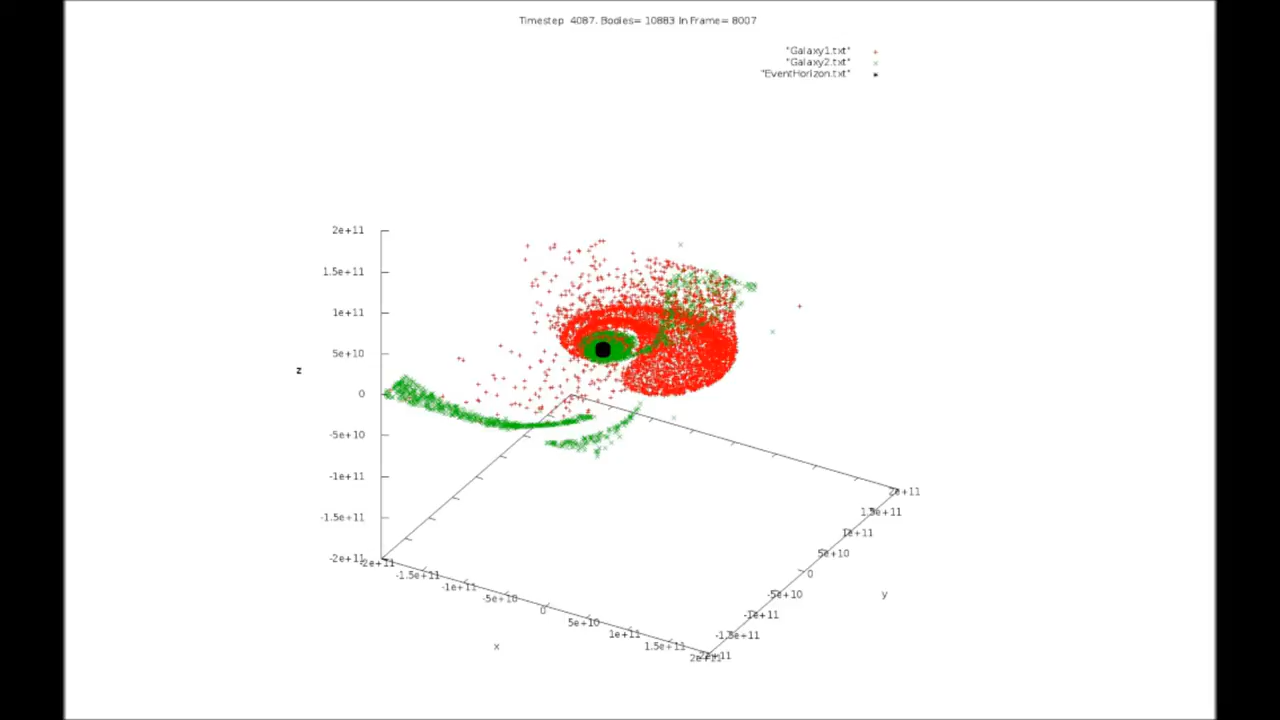 Timestep 4087. Bodies= 10883 In Frame= 8007
"Galaxy1.txt"
"Galaxy2.txt"
"EventHorizon.txt"
2e+11
1.5e+11
1e+11
5e+10
z
0
-5e+10
-1e+11
-1.5e+11
-2e+11
-2e+11
-1.5e+11
-1e+11
-5e+10
0
5e+10
1e+11
1.5e+11
2e+11
x
2e+11
1.5e+11
1e+11
5e+10
0
-5e+10
-1e+11
-1.5e+11
-2e+11
y